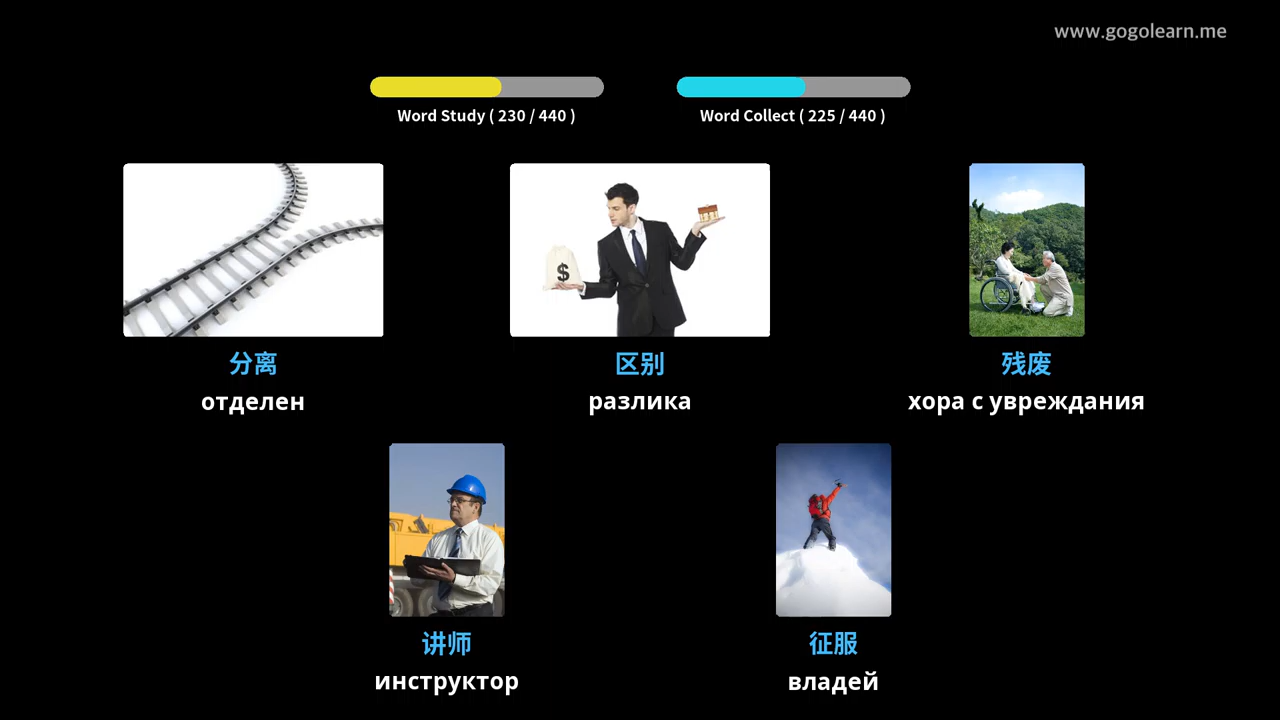 www.gogolearn.me
Word Study ( 230 / 440 )
Word Collect ( 225 / 440 )
$
分离
отделен
区别
разлика
残废
хора с увреждания
讲师
инструктор
征服
владей